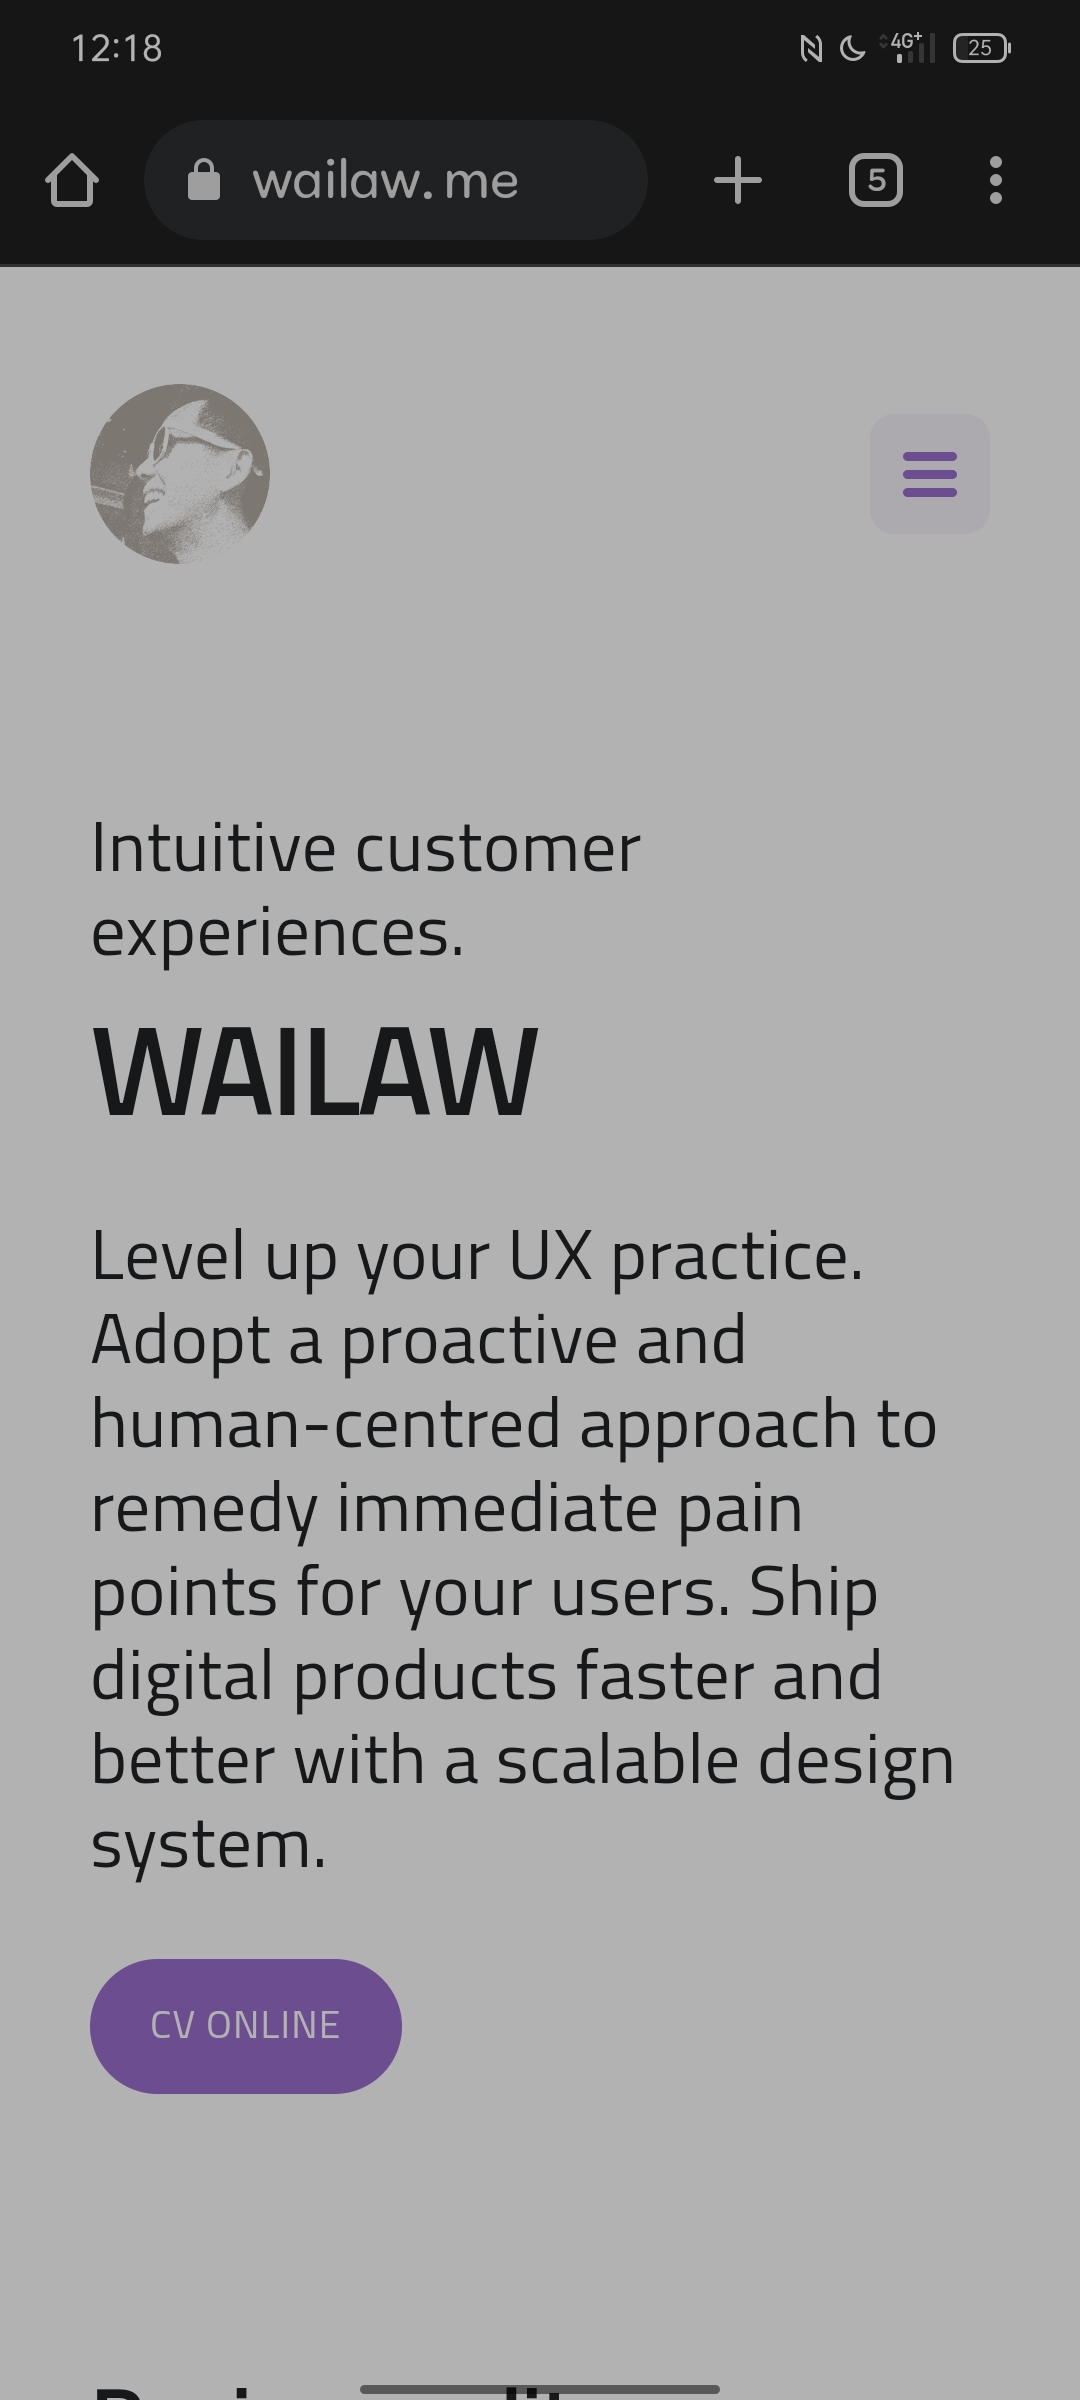 12:18
4G+
25
wailaw.me
5
Intuitive customer
experiences.
WAILAW
Level up your UX practice.
Adopt a proactive and
human-centred approach to
remedy immediate pain
points for your users. Ship
digital products faster and
better with a scalable design
system.
CV ONLINE